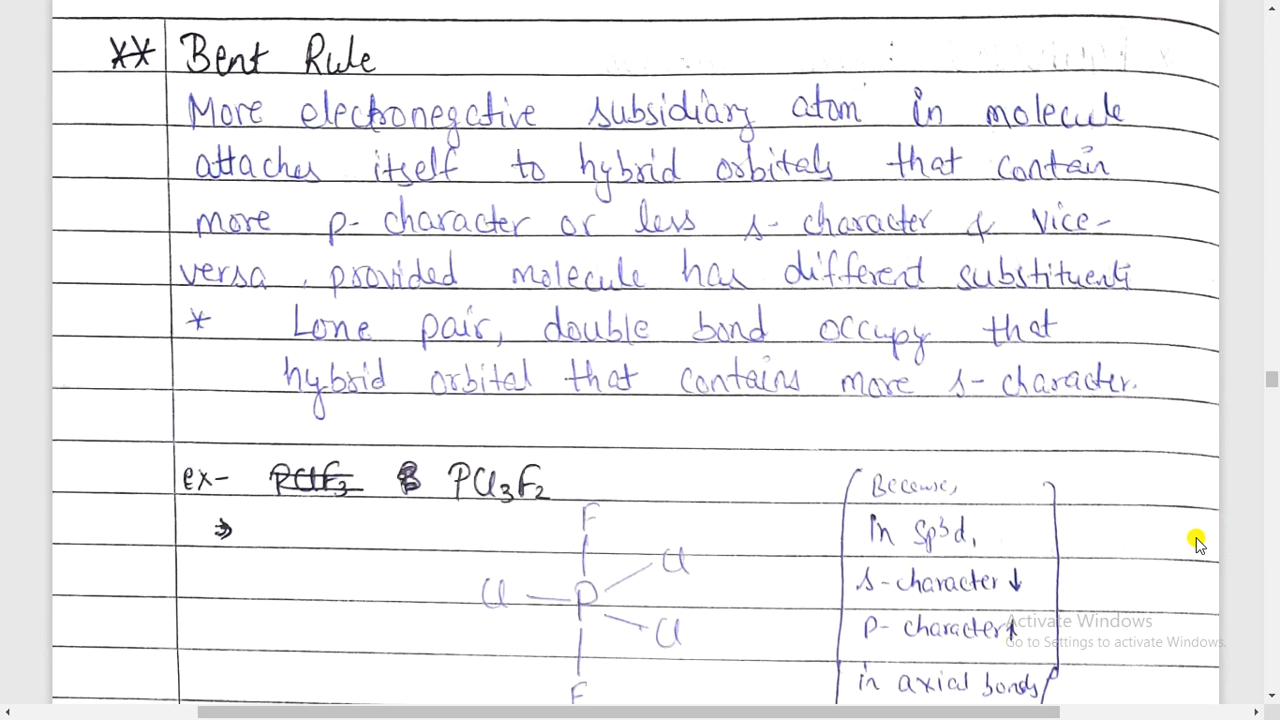 ** Bent Rule
More electronegative subsidiary atom in molecule
attaches itself to hybrid orbitals that contain
more p-character or less s-character & vice-
versa, provided molecule has different substituents
* Lone pair, double bond occupy that
hybrid orbital that contains more s-character.
ex- PClF3 PCl3F2
⇒
F
Cl
Cl — P
Cl
F
[Because,
in sp3d,
s-character ↓
p-character ↑
in axial bonds]
Activate Windows
Go to Settings to activate Windows.